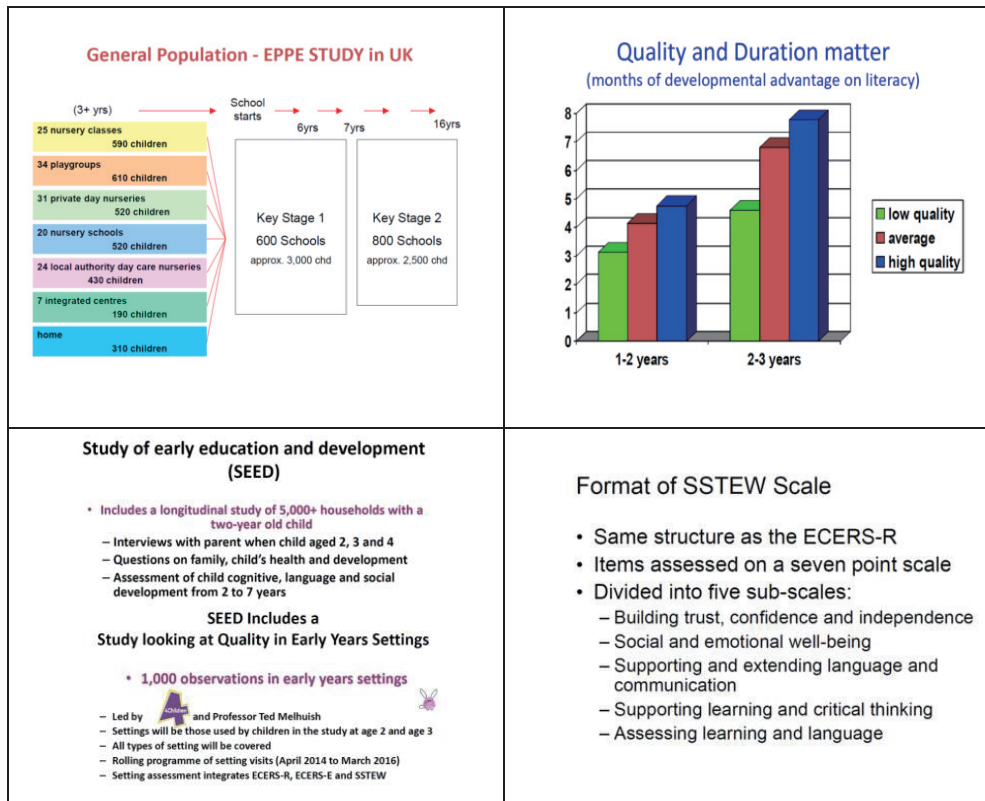 General Population - EPPE STUDY in UK
(3+ yrs)
School
starts
6yrs
7yrs
16yrs
25 nursery classes
590 children
34 playgroups
610 children
31 private day nurseries
520 children
20 nursery schools
520 children
24 local authority day care nurseries
430 children
7 integrated centres
190 children
home
310 children
Key Stage 1
600 Schools
approx. 3,000 chd
Key Stage 2
800 Schools
approx. 2,500 chd
Quality and Duration matter
(months of developmental advantage on literacy)
8
7
6
5
4
3
2
1
0
1-2 years
2-3 years
low quality
average
high quality
Study of early education and development
(SEED)
• Includes a longitudinal study of 5,000+ households with a
two-year old child
– Interviews with parent when child aged 2, 3 and 4
– Questions on family, child's health and development
– Assessment of child cognitive, language and social
development from 2 to 7 years
SEED Includes a
Study looking at Quality in Early Years Settings
• 1,000 observations in early years settings
– Led by 4Children and Professor Ted Melhuish
– Settings will be those used by children in the study at age 2 and age 3
– All types of setting will be covered
– Rolling programme of setting visits (April 2014 to March 2016)
– Setting assessment integrates ECERS-R, ECERS-E and SSTEW
Format of SSTEW Scale
• Same structure as the ECERS-R
• Items assessed on a seven point scale
• Divided into five sub-scales:
– Building trust, confidence and independence
– Social and emotional well-being
– Supporting and extending language and
communication
– Supporting learning and critical thinking
– Assessing learning and language